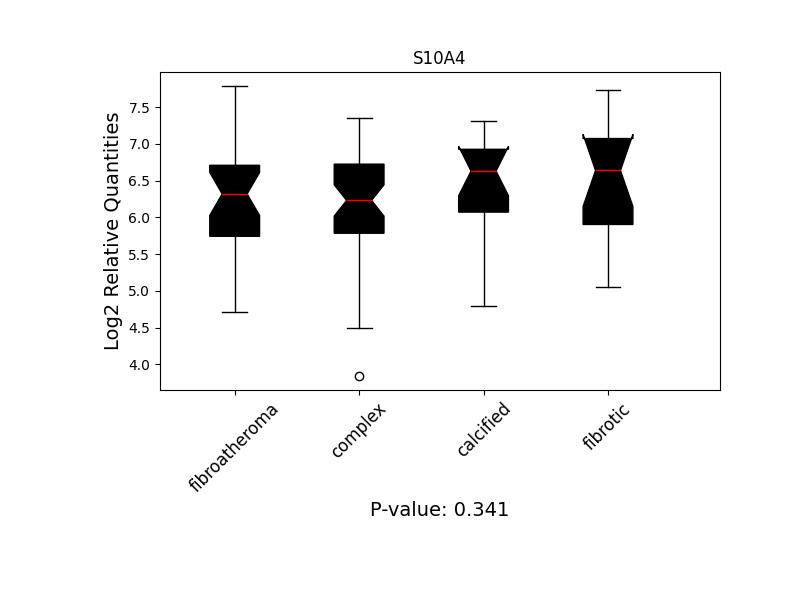 S10A4
Log2 Relative Quantities
7.5
7.0
6.5
6.0
5.5
5.0
4.5
4.0
fibroatheroma
complex
calcified
fibrotic
P-value: 0.341